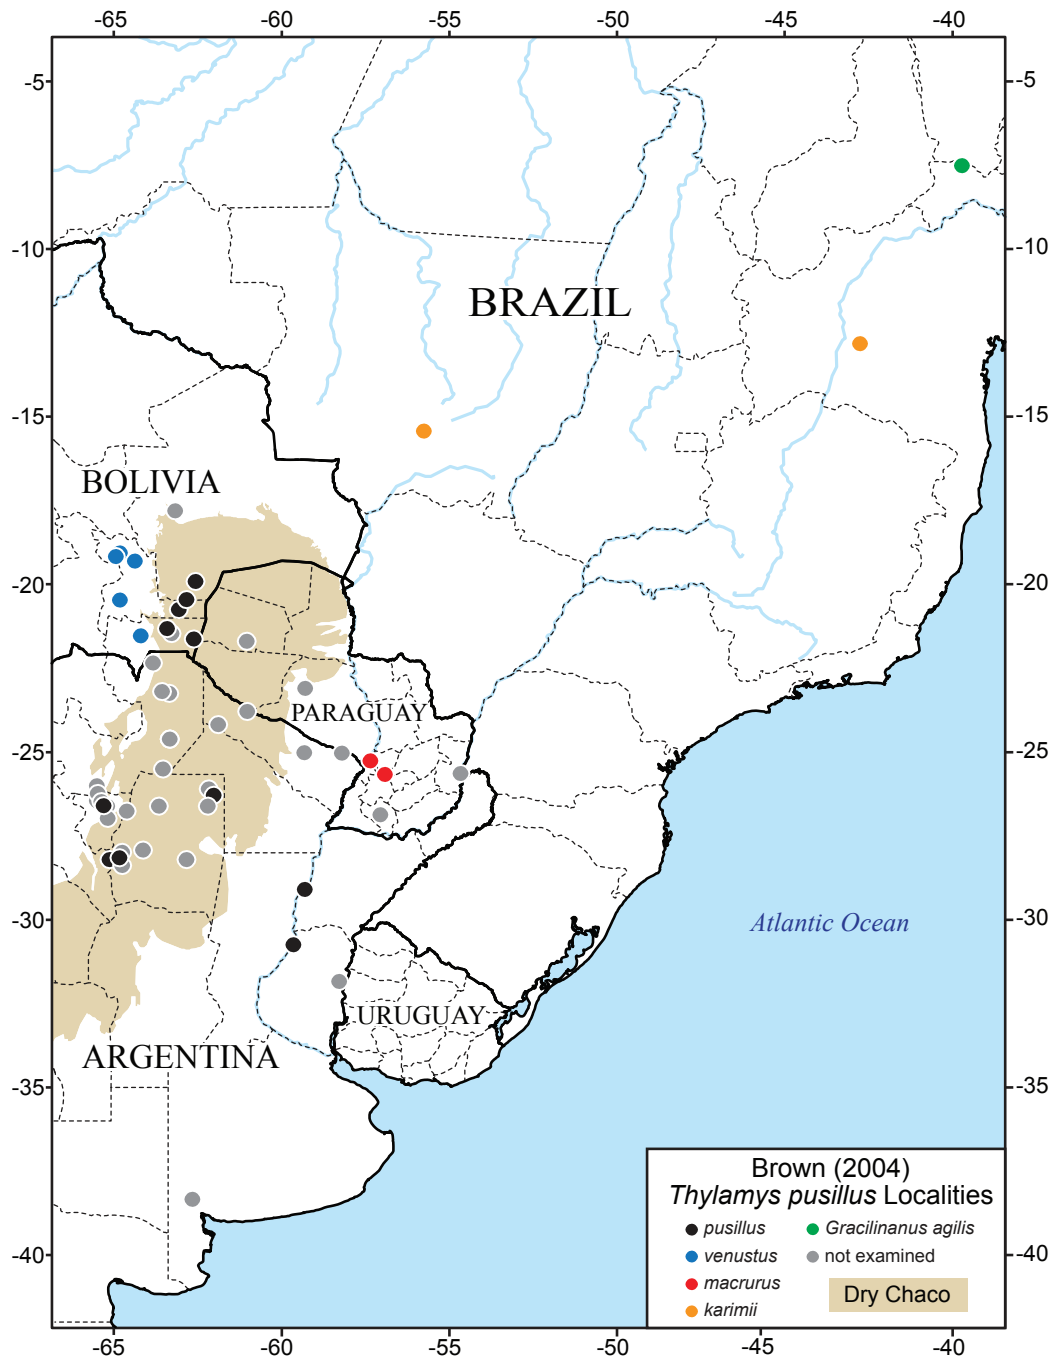 -65 -60 -55 -50 -45 -40
-5 -5
-10 -10
BRAZIL
-15 -15
BOLIVIA
-20 -20
PARAGUAY
-25 -25
-30 -30
Atlantic Ocean
URUGUAY
ARGENTINA
-35 -35
Brown (2004)
Thylamys pusillus Localities
pusillus
Gracilinanus agilis
venustus
not examined
macrurus
karimii
Dry Chaco
-40 -40
-65 -60 -55 -50 -45 -40